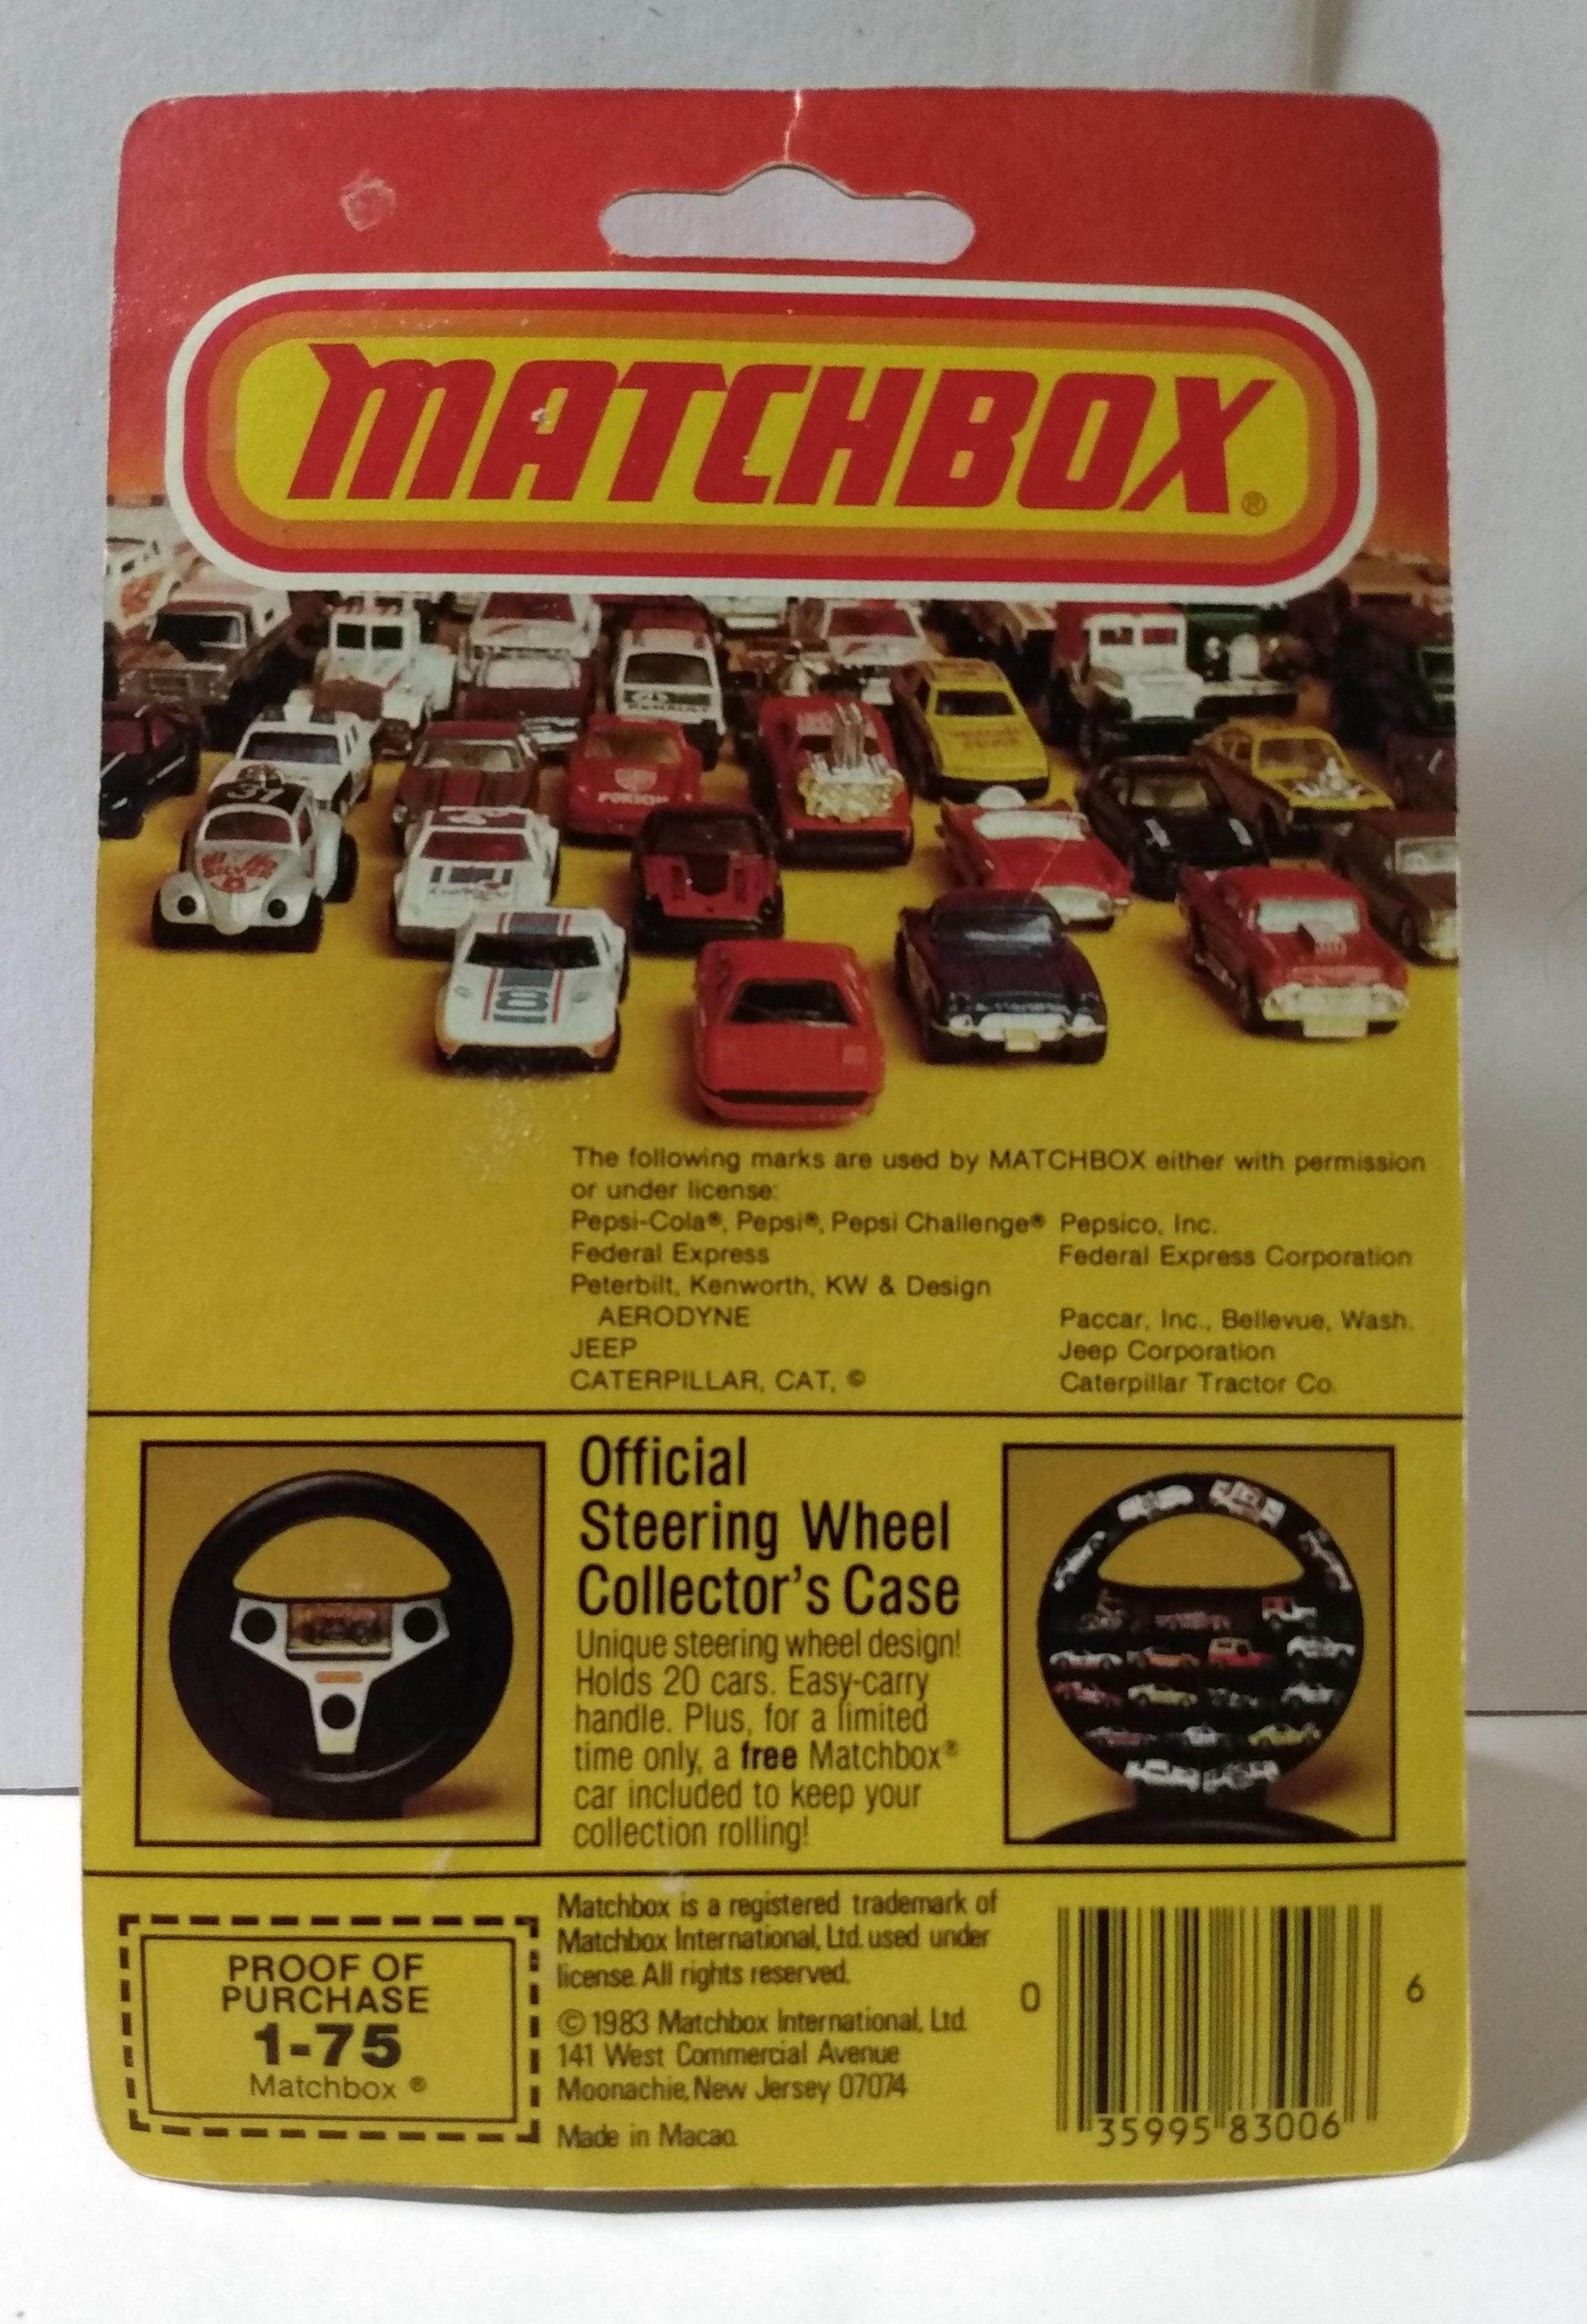 MATCHBOX®
31
8
The following marks are used by MATCHBOX either with permission
or under license:
Pepsi-Cola®, Pepsi®, Pepsi Challenge® Pepsico, Inc.
Federal Express Federal Express Corporation
Peterbilt, Kenworth, KW & Design
AERODYNE Paccar, Inc., Bellevue, Wash.
JEEP Jeep Corporation
CATERPILLAR, CAT, © Caterpillar Tractor Co.
Official
Steering Wheel
Collector's Case
Unique steering wheel design!
Holds 20 cars. Easy-carry
handle. Plus, for a limited
time only, a free Matchbox®
car included to keep your
collection rolling!
PROOF OF
PURCHASE
1-75
Matchbox ®
Matchbox is a registered trademark of
Matchbox International, Ltd. used under
license. All rights reserved.
© 1983 Matchbox International, Ltd.
141 West Commercial Avenue
Moonachie, New Jersey 07074
Made in Macao.
0 35995 83006 6